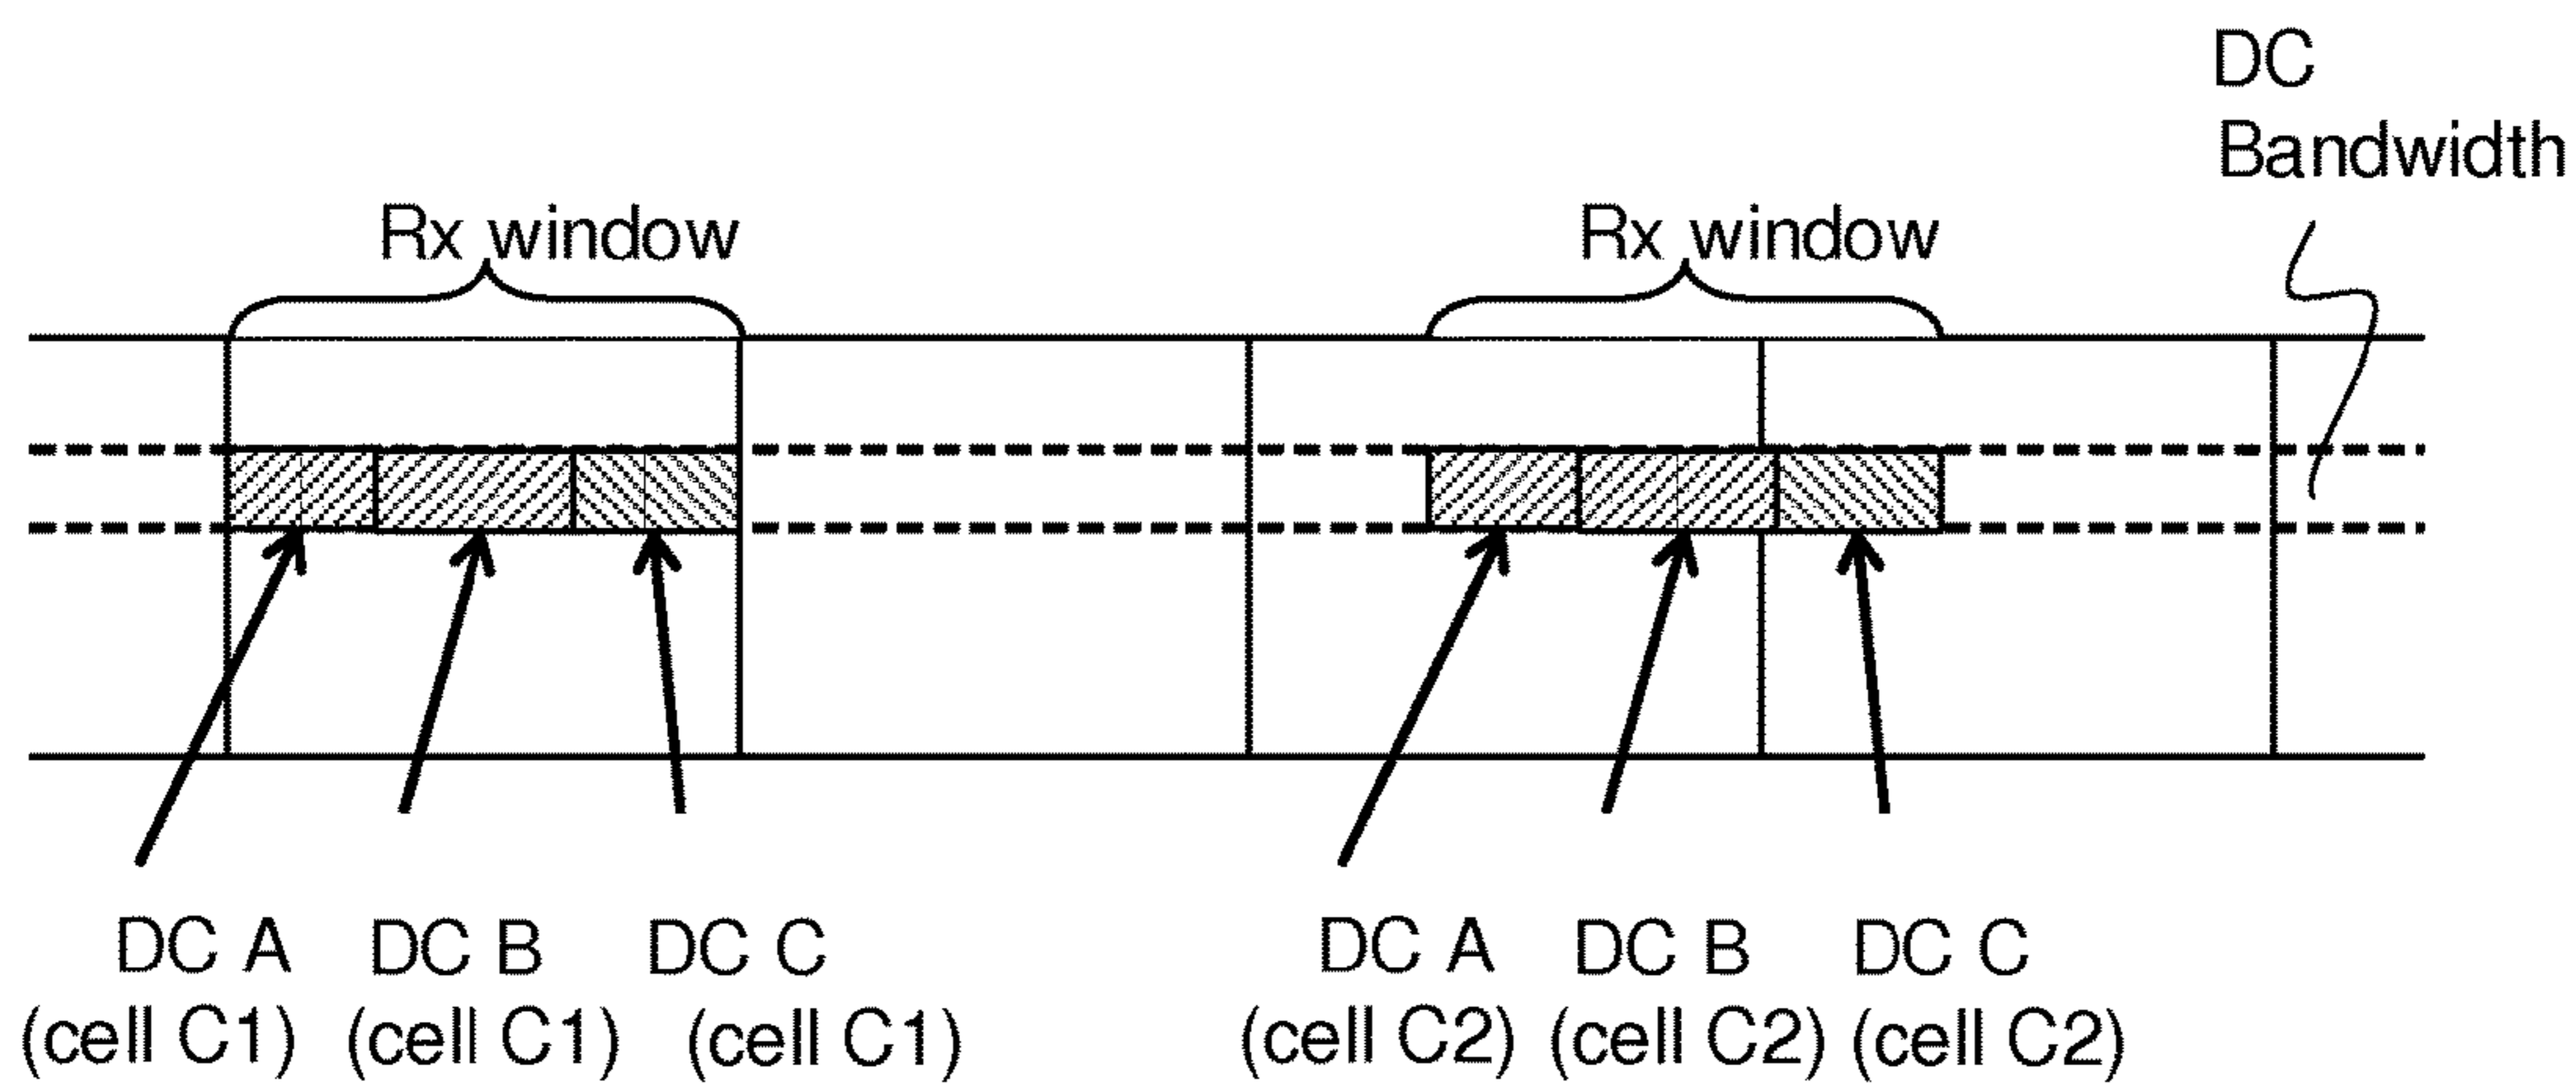 DC
Bandwidth
Rx window
Rx window
DC A
(cell C1)
DC B
(cell C1)
DC C
(cell C1)
DC A
(cell C2)
DC B
(cell C2)
DC C
(cell C2)